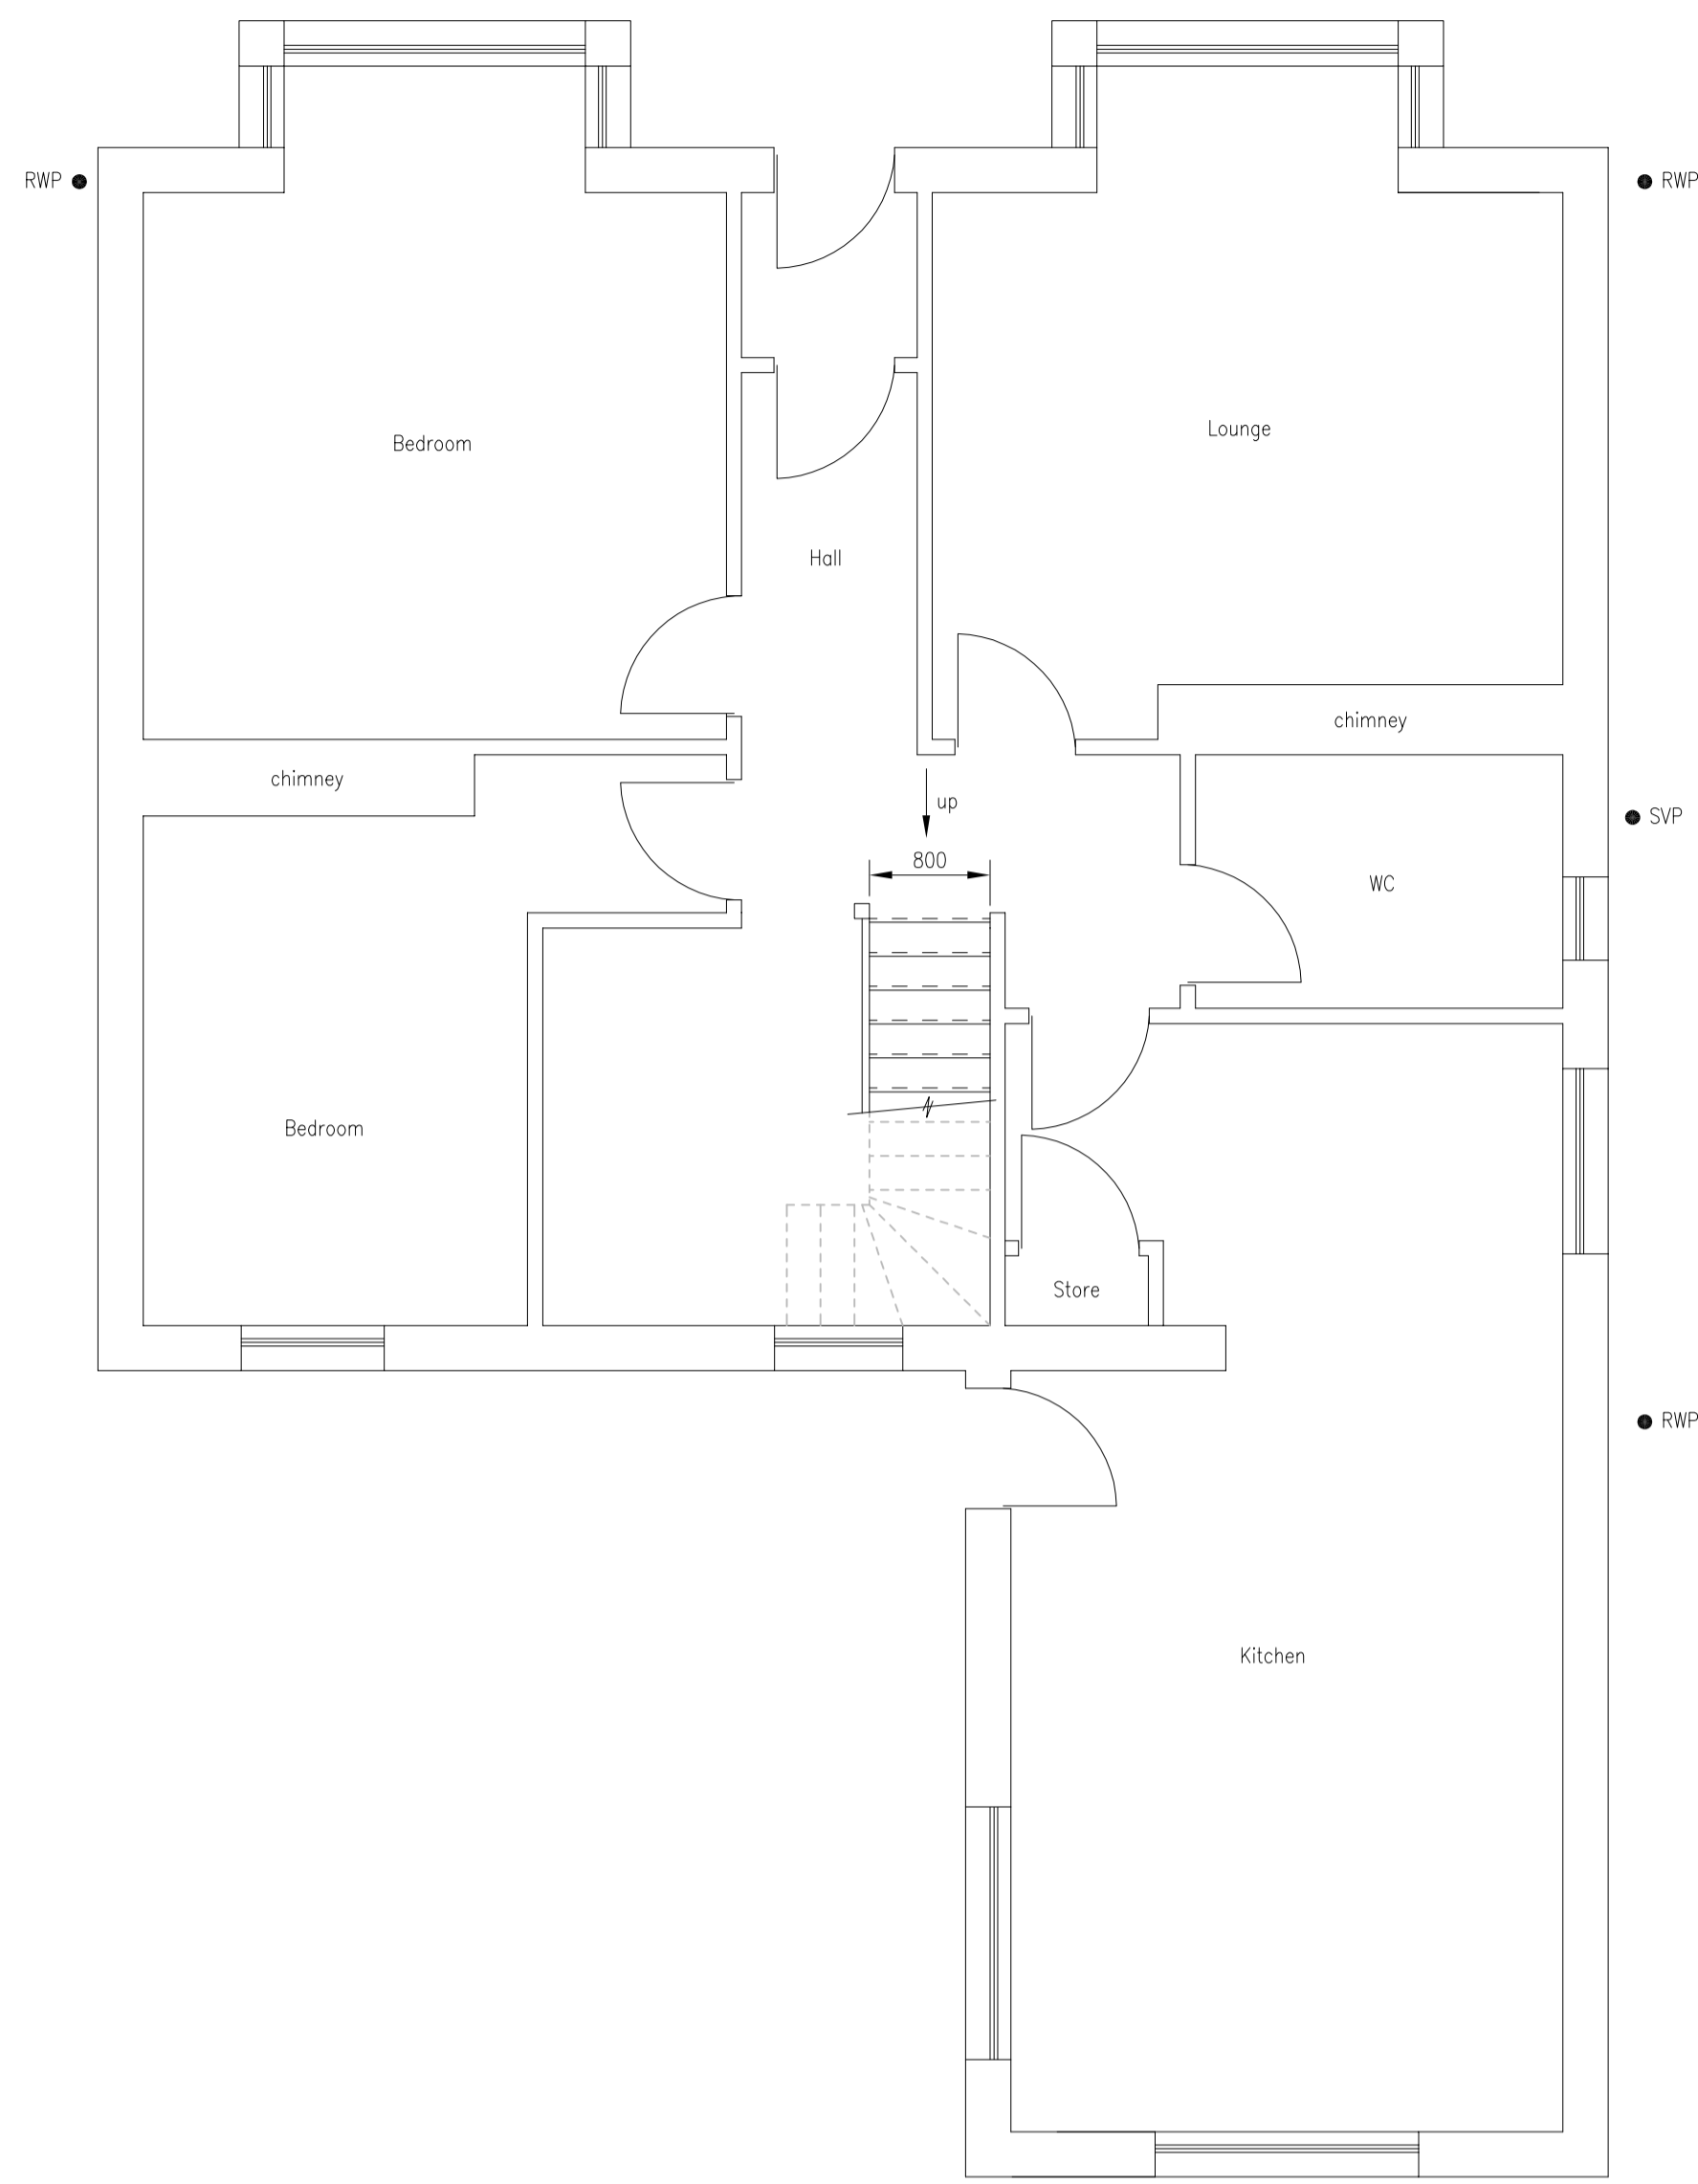 RWP
RWP
Bedroom
Lounge
Hall
chimney
chimney
up
SVP
800
WC
Bedroom
Store
RWP
Kitchen